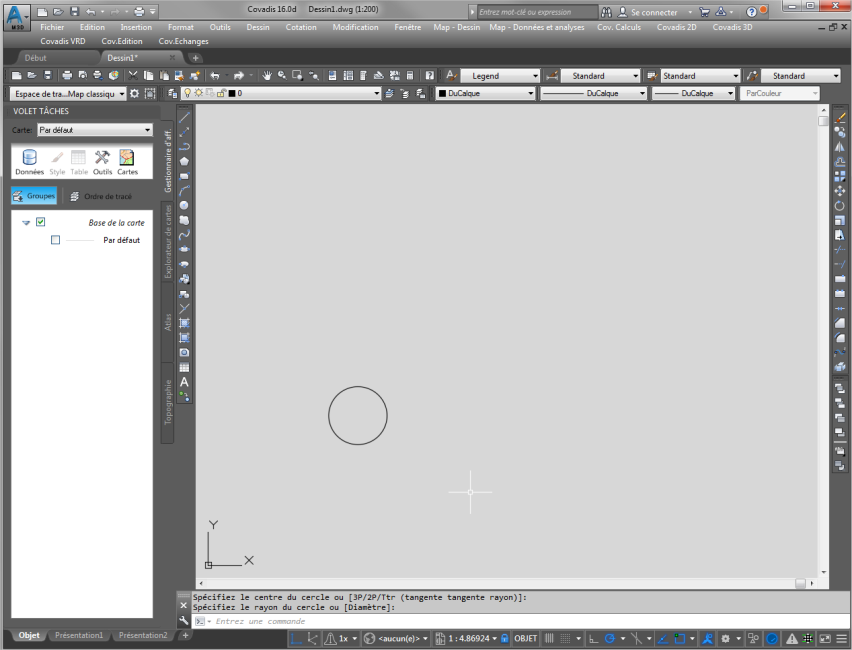 Covadis 16.0d Dessin1.dwg (1:200)
Entrez mot-clé ou expression
Se connecter
M3D
Fichier Edition Insertion Format Outils Dessin Cotation Modification Fenêtre Map - Dessin Map - Données et analyses Cov. Calculs Covadis 2D Covadis 3D
Covadis VRD Cov.Edition Cov.Echanges
Début Dessin1*
Legend Standard Standard Standard
Espace de tra...Map classiqu 0 DuCalque DuCalque DuCalque ParCouleur
VOLET TÂCHES
Carte: Par défaut
Données Style Table Outils Cartes
Groupes Ordre de tracé
Base de la carte
Par défaut
Gestionnaire d'aff.
Explorateur de cartes
Atlas
Topographie
Y
X
Spécifiez le centre du cercle ou [3P/2P/Ttr (tangente tangente rayon)]:
Spécifiez le rayon du cercle ou [Diamètre]:
Entrez une commande
Objet Présentation1 Présentation2 +
1x <aucun(e)> 1 : 4.86924 OBJET